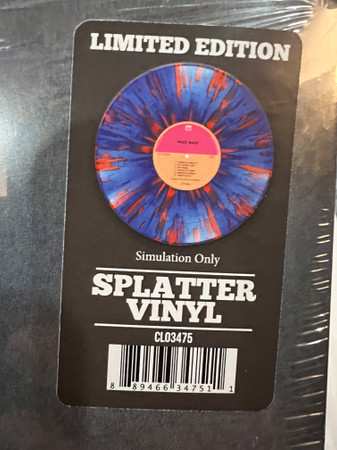 LIMITED EDITION
Simulation Only
SPLATTER
VINYL
CLO3475
8 89466 34751 1